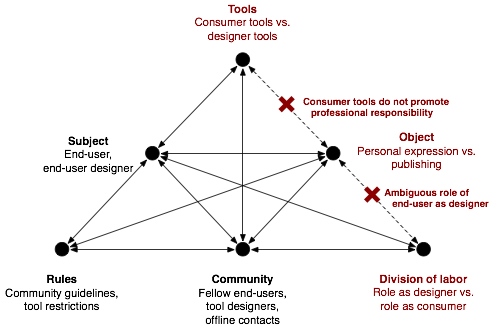 Tools
Consumer tools vs.
designer tools
Consumer tools do not promote
professional responsibility
Subject
End-user,
end-user designer
Object
Personal expression vs.
publishing
Ambiguous role of
end-user as designer
Rules
Community guidelines,
tool restrictions
Community
Fellow end-users,
tool designers,
offline contacts
Division of labor
Role as designer vs.
role as consumer